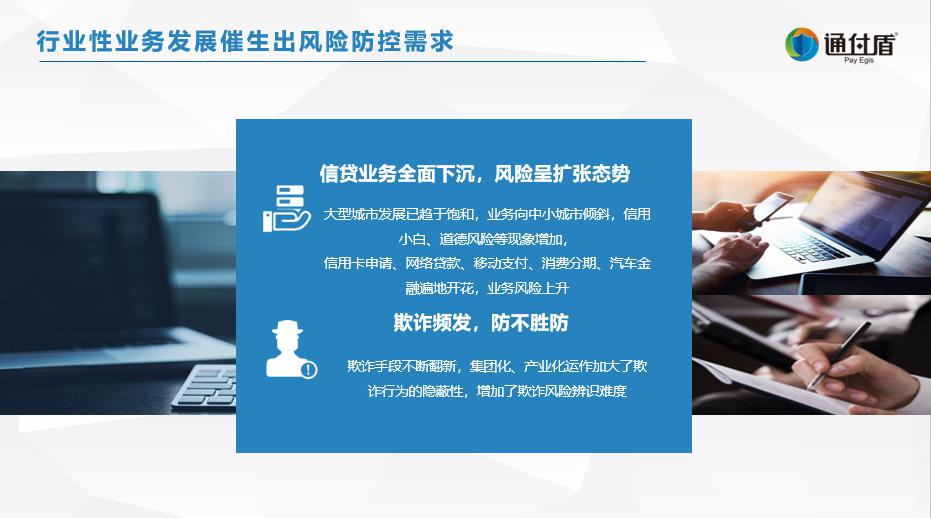 行业性业务发展催生出风险防控需求
通付盾®
Pay Egis
信贷业务全面下沉，风险呈扩张态势
大型城市发展已趋于饱和，业务向中小城市倾斜，信用
小白、道德风险等现象增加，
信用卡申请、网络贷款、移动支付、消费分期、汽车金
融遍地开花，业务风险上升
欺诈频发，防不胜防
欺诈手段不断翻新，集团化、产业化运作加大了欺
诈行为的隐蔽性，增加了欺诈风险辨识难度